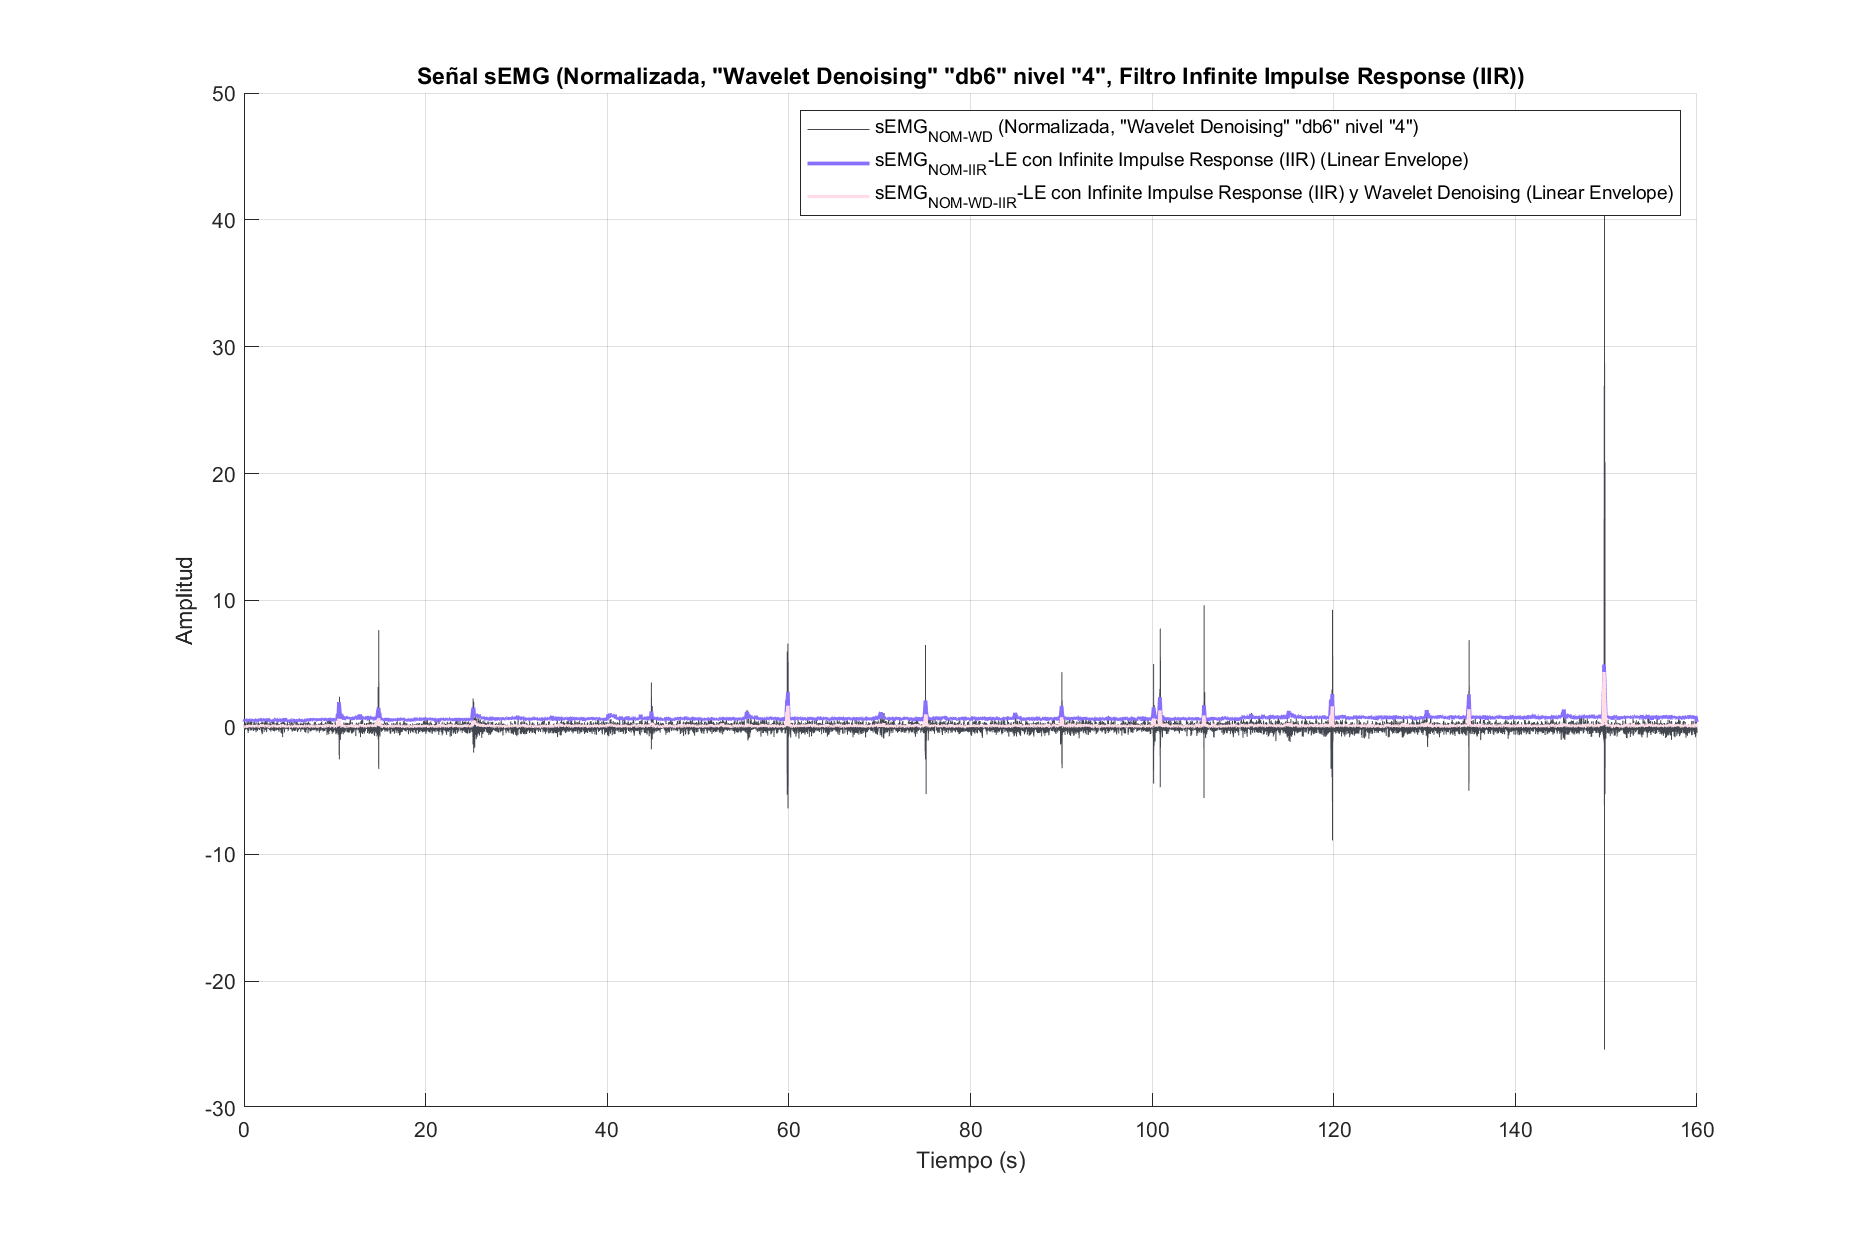 Señal sEMG (Normalizada, "Wavelet Denoising" "db6" nivel "4", Filtro Infinite Impulse Response (IIR))
sEMG_NOM-WD (Normalizada, "Wavelet Denoising" "db6" nivel "4")
sEMG_NOM-IIR-LE con Infinite Impulse Response (IIR) (Linear Envelope)
sEMG_NOM-WD-IIR-LE con Infinite Impulse Response (IIR) y Wavelet Denoising (Linear Envelope)
50
40
30
20
10
0
-10
-20
-30
Amplitud
0 20 40 60 80 100 120 140 160
Tiempo (s)